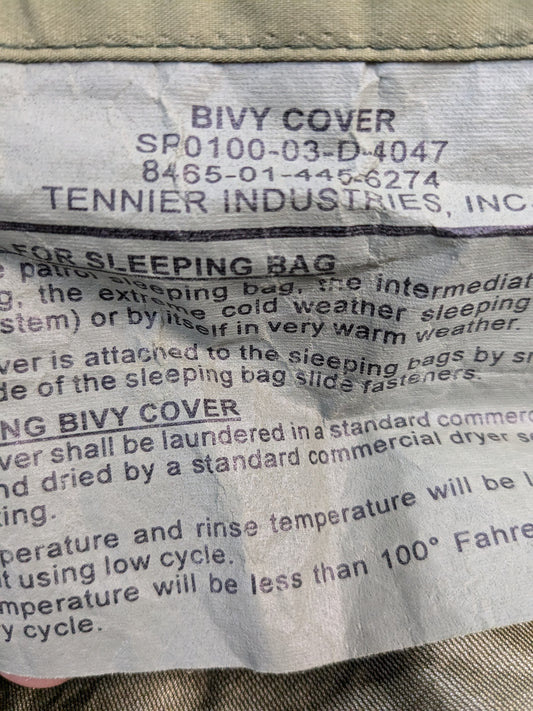 BIVY COVER
SP0100-03-D-4047
8465-01-445-6274
TENNIER INDUSTRIES, INC.
FOR SLEEPING BAG
patrol sleeping bag, the intermediat
g, the extreme cold weather sleeping
stem) or by itself in very warm weather.
ver is attached to the sleeping bags by sn
de of the sleeping bag slide fasteners.
NG BIVY COVER
ver shall be laundered in a standard commerc
nd dried by a standard commercial dryer se
king.
perature and rinse temperature will be l
t using low cycle.
mperature will be less than 100° Fahre
y cycle.